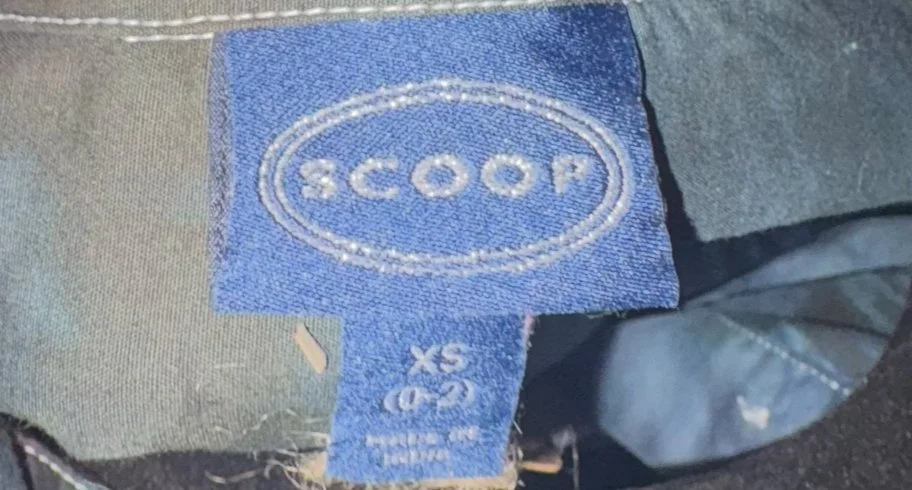 SCOOP
XS
(0-2)